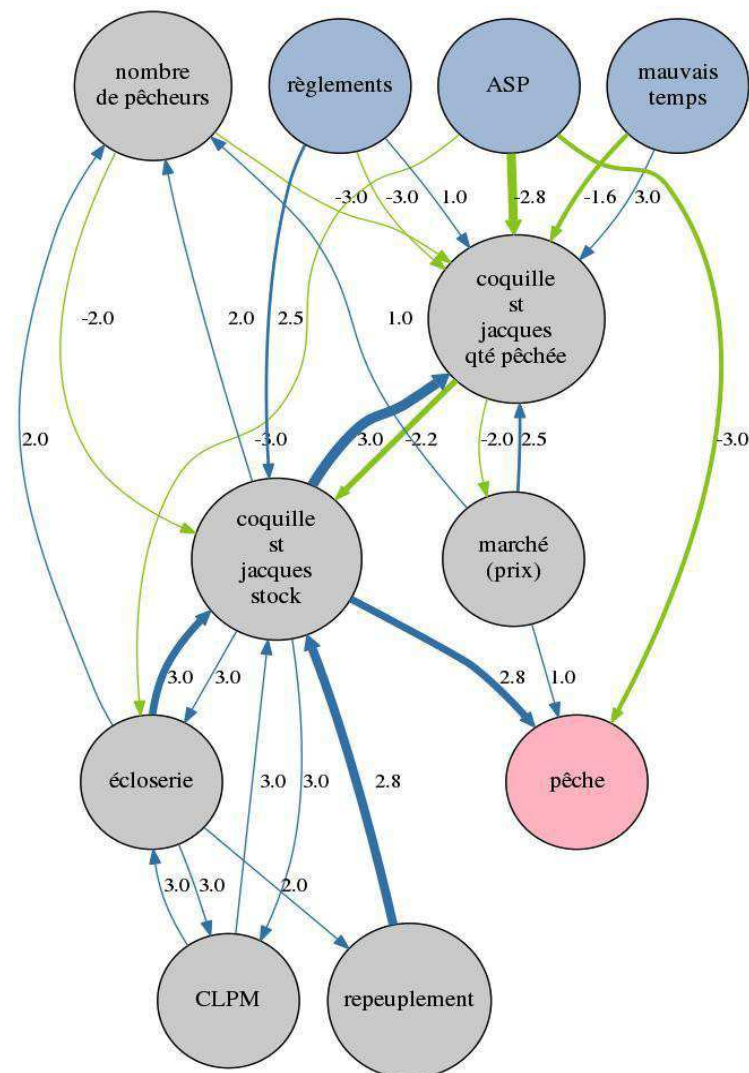 nombre
de pêcheurs
règlements
ASP
mauvais
temps
-3.0
-3.0
1.0
-2.8
-1.6
3.0
coquille
st
jacques
qté pêchée
-2.0
2.0
2.5
1.0
2.0
-3.0
3.0
-2.2
-2.0
2.5
-3.0
coquille
st
jacques
stock
marché
(prix)
3.0
3.0
2.8
1.0
écloserie
3.0
3.0
2.8
pêche
3.0
3.0
2.0
CLPM
repeuplement